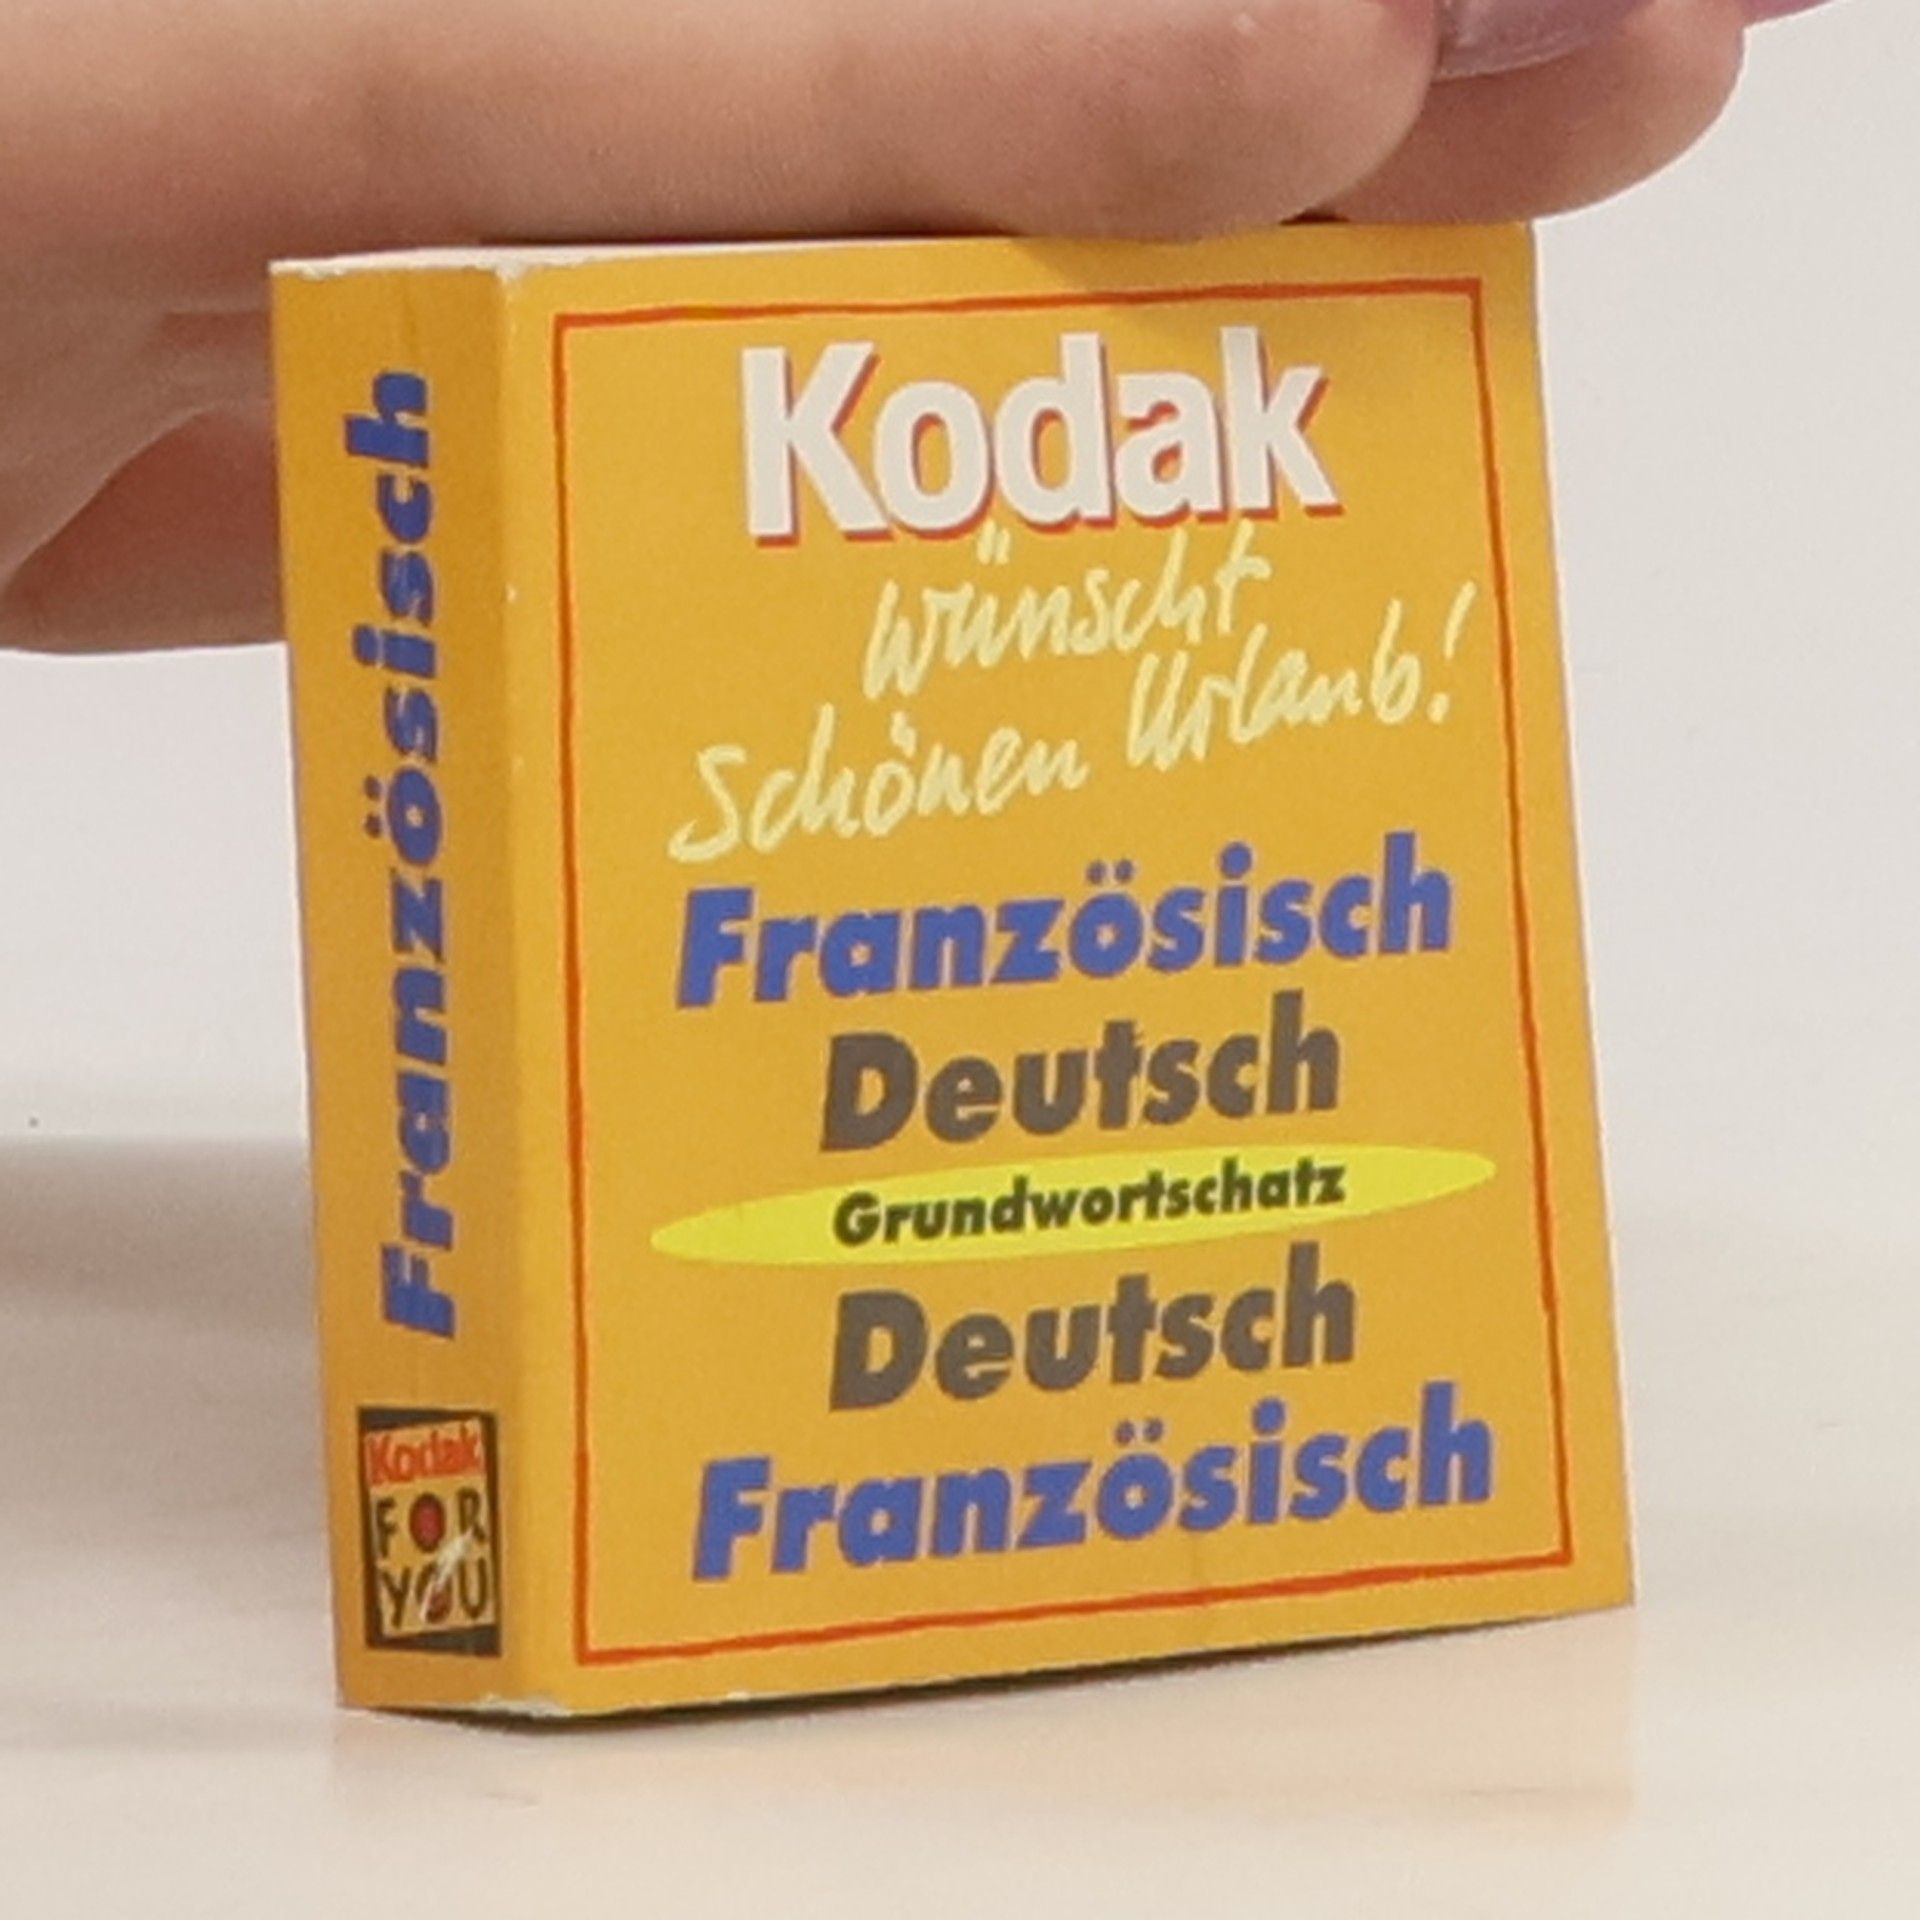 Französisch
Kodak
FOR
YOU
Kodak
wünscht
Schönen Urlaub!
Französisch
Deutsch
Grundwortschatz
Deutsch
Französisch